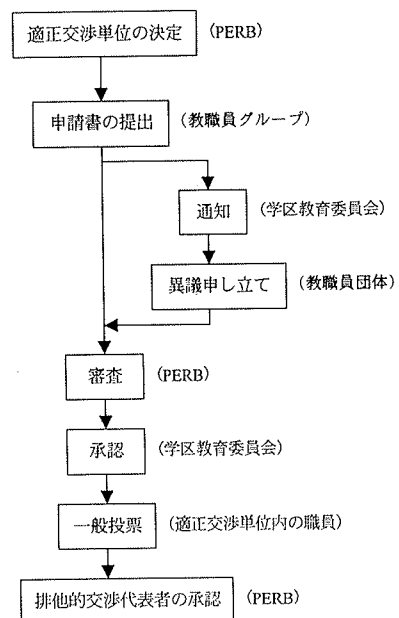 適正交渉単位の決定 (PERB)
申請書の提出 (教職員グループ)
通知 (学区教育委員会)
異議申し立て (教職員団体)
審査 (PERB)
承認 (学区教育委員会)
一般投票 (適正交渉単位内の職員)
排他的交渉代表者の承認 (PERB)